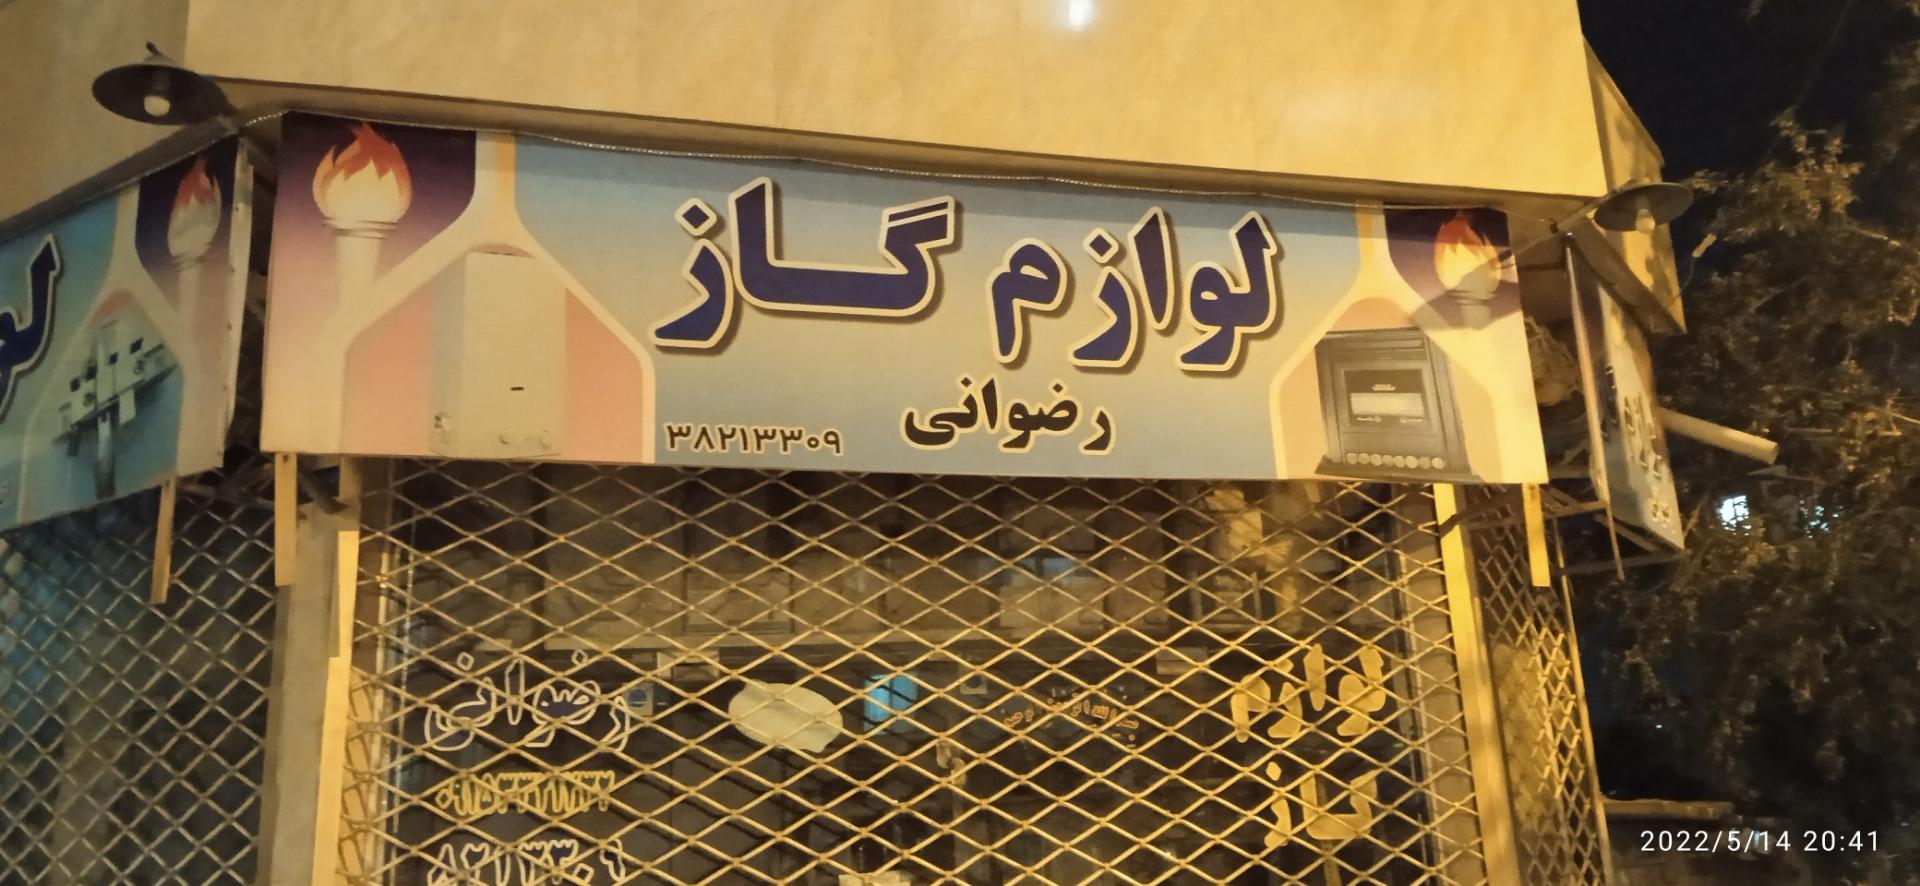 لوازم گاز
رضوانی
۳۸۲۱۳۳۰۹
لوازم
گاز
رضوانی
2022/5/14 20:41